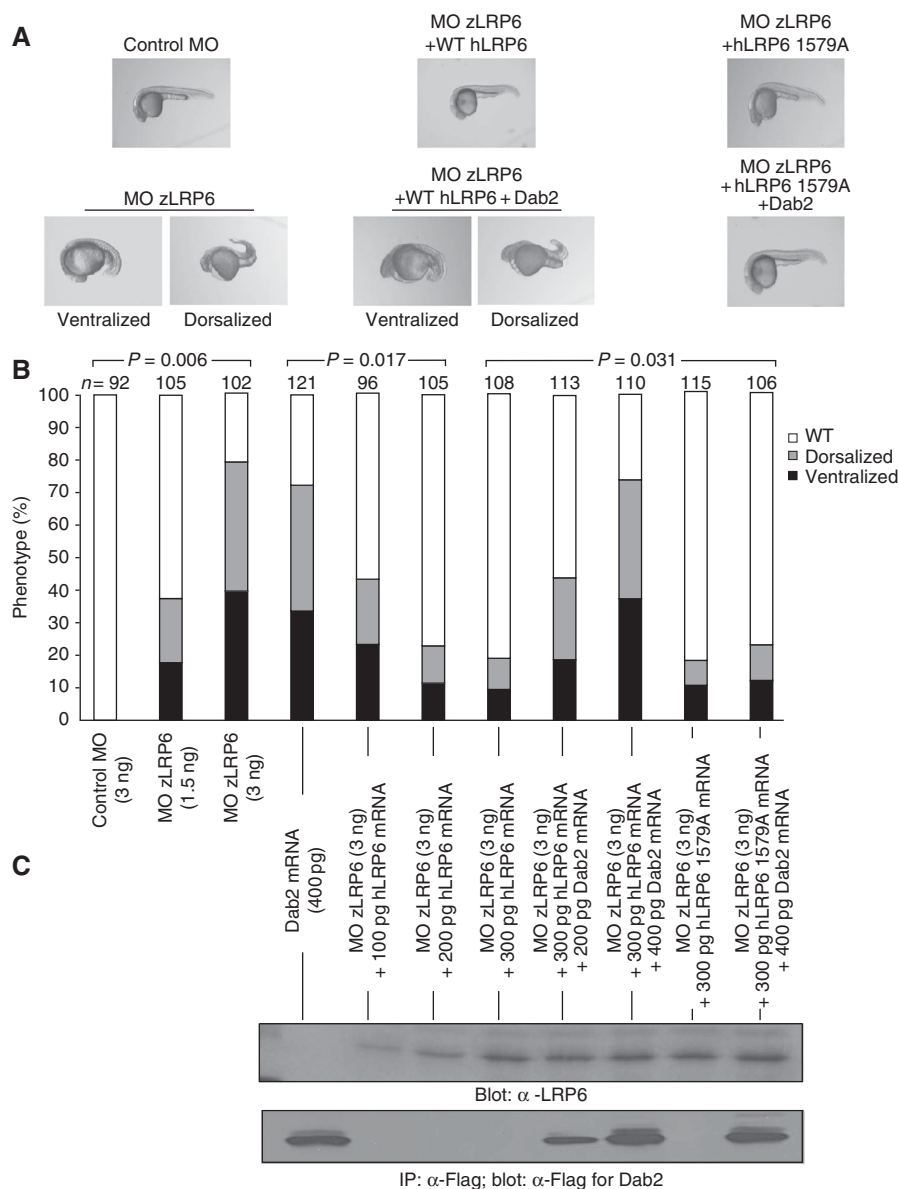 A
Control MO
MO zLRP6
+WT hLRP6
MO zLRP6
+hLRP6 1579A
MO zLRP6
Ventralized
Dorsalized
MO zLRP6
+WT hLRP6 + Dab2
Ventralized
Dorsalized
MO zLRP6
+ hLRP6 1579A
+Dab2
B
P = 0.006
P = 0.017
P = 0.031
n= 92
105
102
121
96
105
108
113
110
115
106
Phenotype (%)
100
90
80
70
60
50
40
30
20
10
0
WT
Dorsalized
Ventralized
Control MO
(3 ng)
MO zLRP6
(1.5 ng)
MO zLRP6
(3 ng)
Dab2 mRNA
(400 pg)
MO zLRP6 (3 ng)
+ 100 pg hLRP6 mRNA
MO zLRP6 (3 ng)
+ 200 pg hLRP6 mRNA
MO zLRP6 (3 ng)
+ 300 pg hLRP6 mRNA
MO zLRP6 (3 ng)
+ 300 pg hLRP6 mRNA
+ 200 pg Dab2 mRNA
MO zLRP6 (3 ng)
+ 300 pg hLRP6 mRNA
+ 400 pg Dab2 mRNA
MO zLRP6 (3 ng)
+ 300 pg hLRP6 1579A mRNA
MO zLRP6 (3 ng)
+ 300 pg hLRP6 1579A mRNA
+ 400 pg Dab2 mRNA
C
Blot: α -LRP6
IP: α-Flag; blot: α-Flag for Dab2